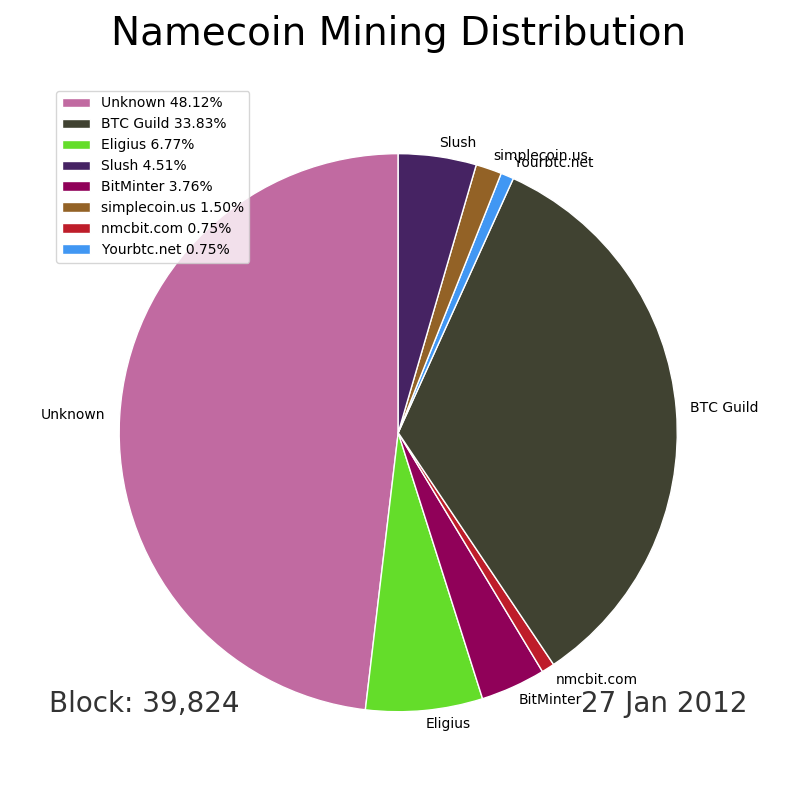 Namecoin Mining Distribution
Unknown 48.12%
BTC Guild 33.83%
Eligius 6.77%
Slush 4.51%
BitMinter 3.76%
simplecoin.us 1.50%
nmcbit.com 0.75%
Yourbtc.net 0.75%
Slush
simplecoin.us
Yourbtc.net
Unknown
BTC Guild
nmcbit.com
BitMinter
Eligius
Block: 39,824
27 Jan 2012